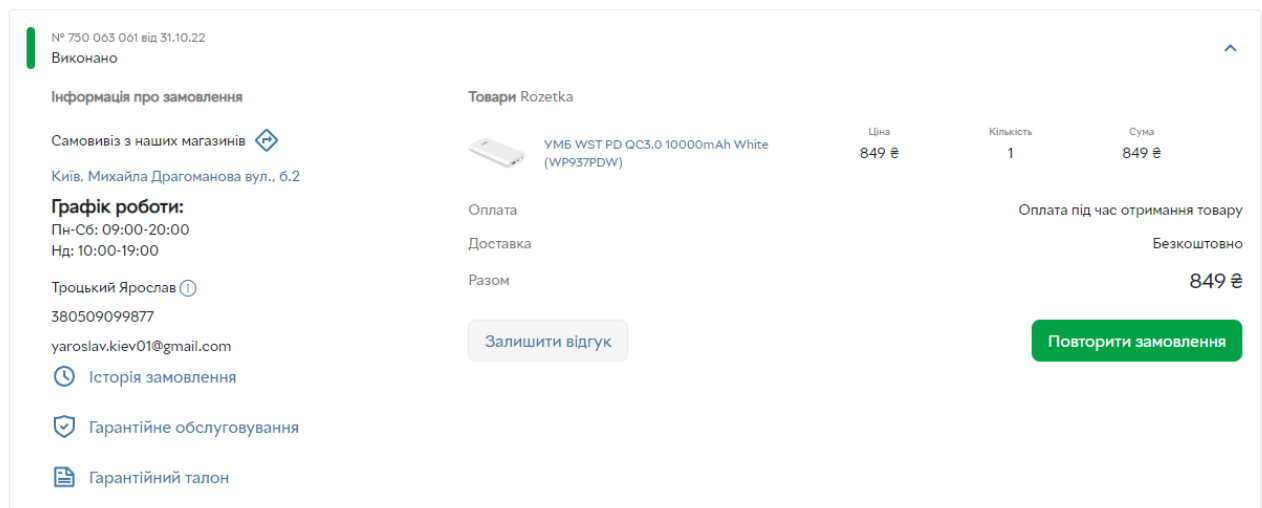 № 750 063 061 від 31.10.22
Виконано
Інформація про замовлення
Самовивіз з наших магазинів
Київ, Михайла Драгоманова вул., б.2
Графік роботи:
Пн-Сб: 09:00-20:00
Нд: 10:00-19:00
Троцький Ярослав
380509099877
yaroslav.kiev01@gmail.com
Історія замовлення
Гарантійне обслуговування
Гарантійний талон
Товари Rozetka
УМБ WST PD QC3.0 10000mAh White
(WP937PDW)
Ціна
849 ₴
Кількість
1
Сума
849 ₴
Оплата Оплата під час отримання товару
Доставка Безкоштовно
Разом 849 ₴
Залишити відгук
Повторити замовлення